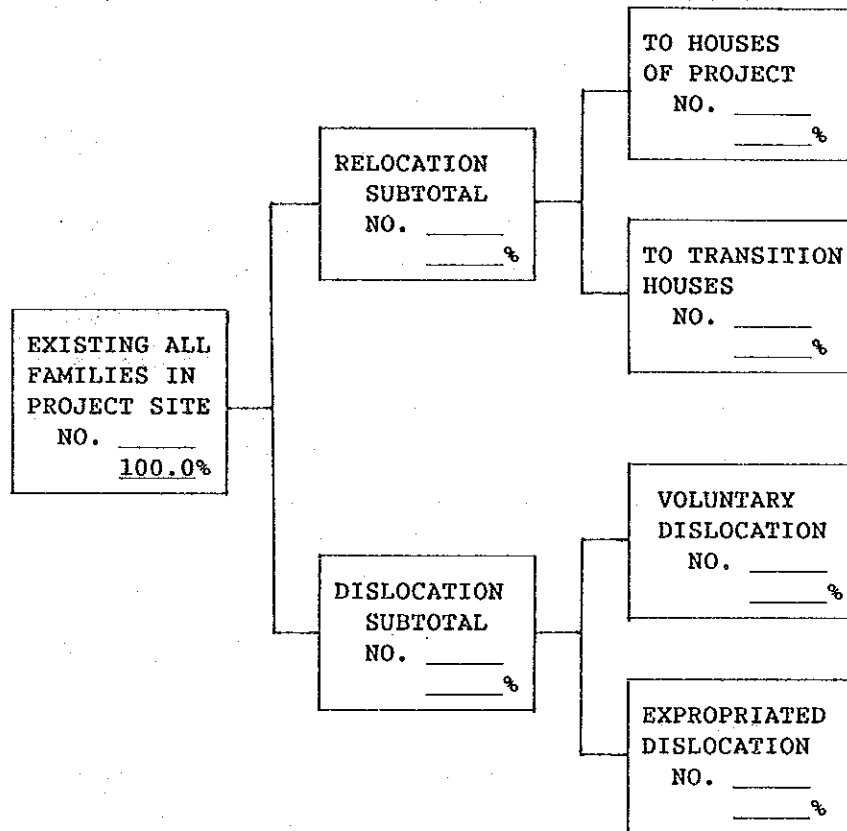 TO HOUSES
OF PROJECT
NO. ______
______%
RELOCATION
SUBTOTAL
NO. ______
______%
TO TRANSITION
HOUSES
NO. ______
______%
EXISTING ALL
FAMILIES IN
PROJECT SITE
NO. ______
100.0%
VOLUNTARY
DISLOCATION
NO. ______
______%
DISLOCATION
SUBTOTAL
NO. ______
______%
EXPROPRIATED
DISLOCATION
NO. ______
______%